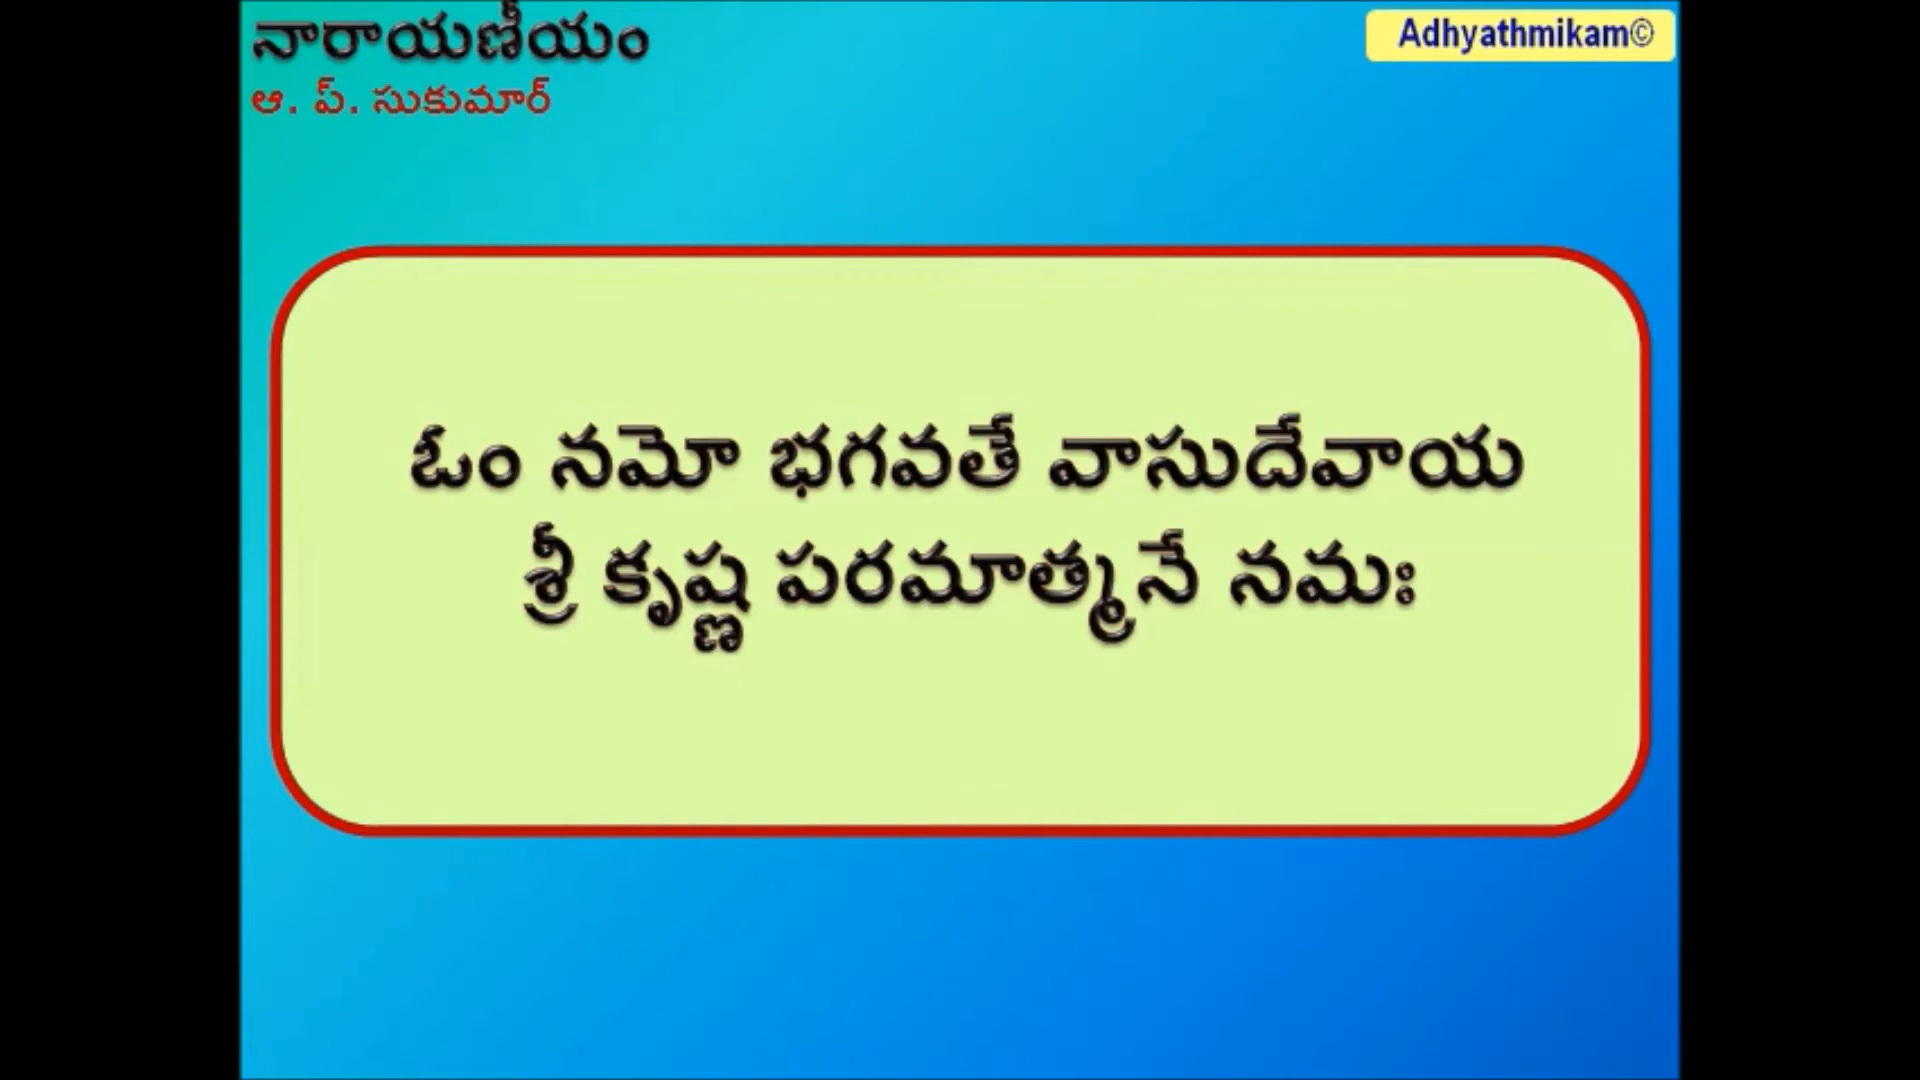 నారాయణీయం
ఆ. ప్. సుకుమార్
Adhyathmikam©
ఓం నమో భగవతే వాసుదేవాయ
శ్రీ కృష్ణ పరమాత్మనే నమః